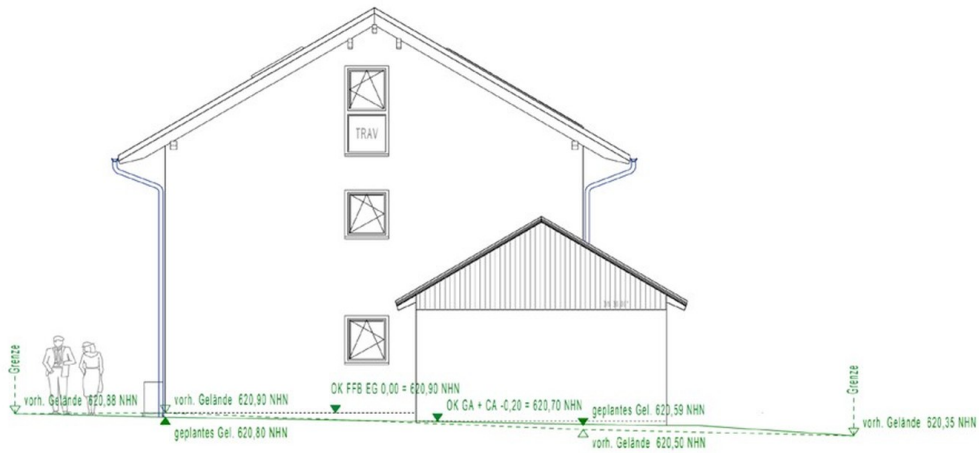 TRAV
Grenze
vorh. Gelände 620,88 NHN
vorh. Gelände 620,90 NHN
geplantes Gel. 620,80 NHN
OK FFB EG 0,00 = 620,90 NHN
OK GA + CA -0,20 = 620,70 NHN
geplantes Gel. 620,59 NHN
vorh. Gelände 620,50 NHN
Grenze
vorh. Gelände 620,35 NHN